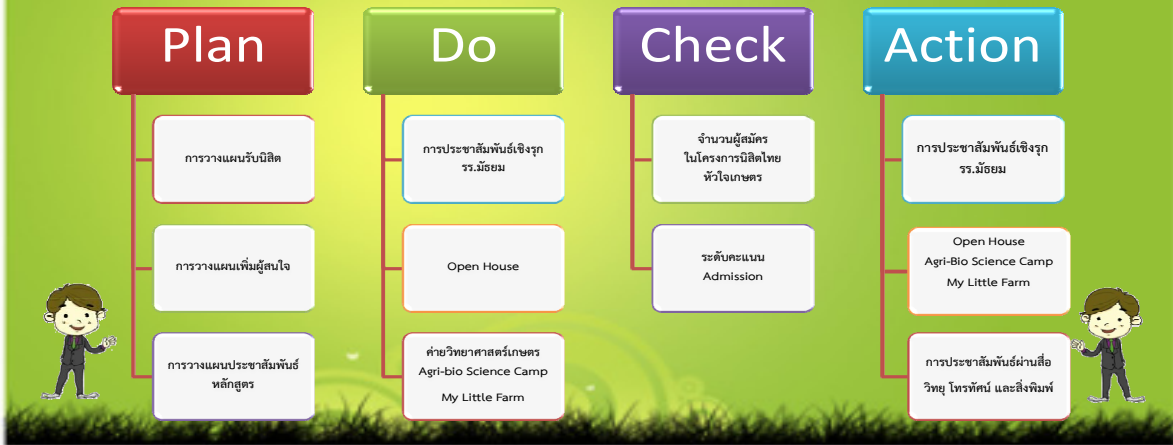 Plan
การวางแผนรับนิสิต
การวางแผนเพิ่มผู้สนใจ
การวางแผนประชาสัมพันธ์
หลักสูตร
Do
การประชาสัมพันธ์เชิงรุก
รร.มัธยม
Open House
ค่ายวิทยาศาสตร์เกษตร
Agri-bio Science Camp
My Little Farm
Check
จำนวนผู้สมัคร
ในโครงการนิสิตไทย
หัวใจเกษตร
ระดับคะแนน
Admission
Action
การประชาสัมพันธ์เชิงรุก
รร.มัธยม
Open House
Agri-Bio Science Camp
My Little Farm
การประชาสัมพันธ์ผ่านสื่อ
วิทยุ โทรทัศน์ และสิ่งพิมพ์